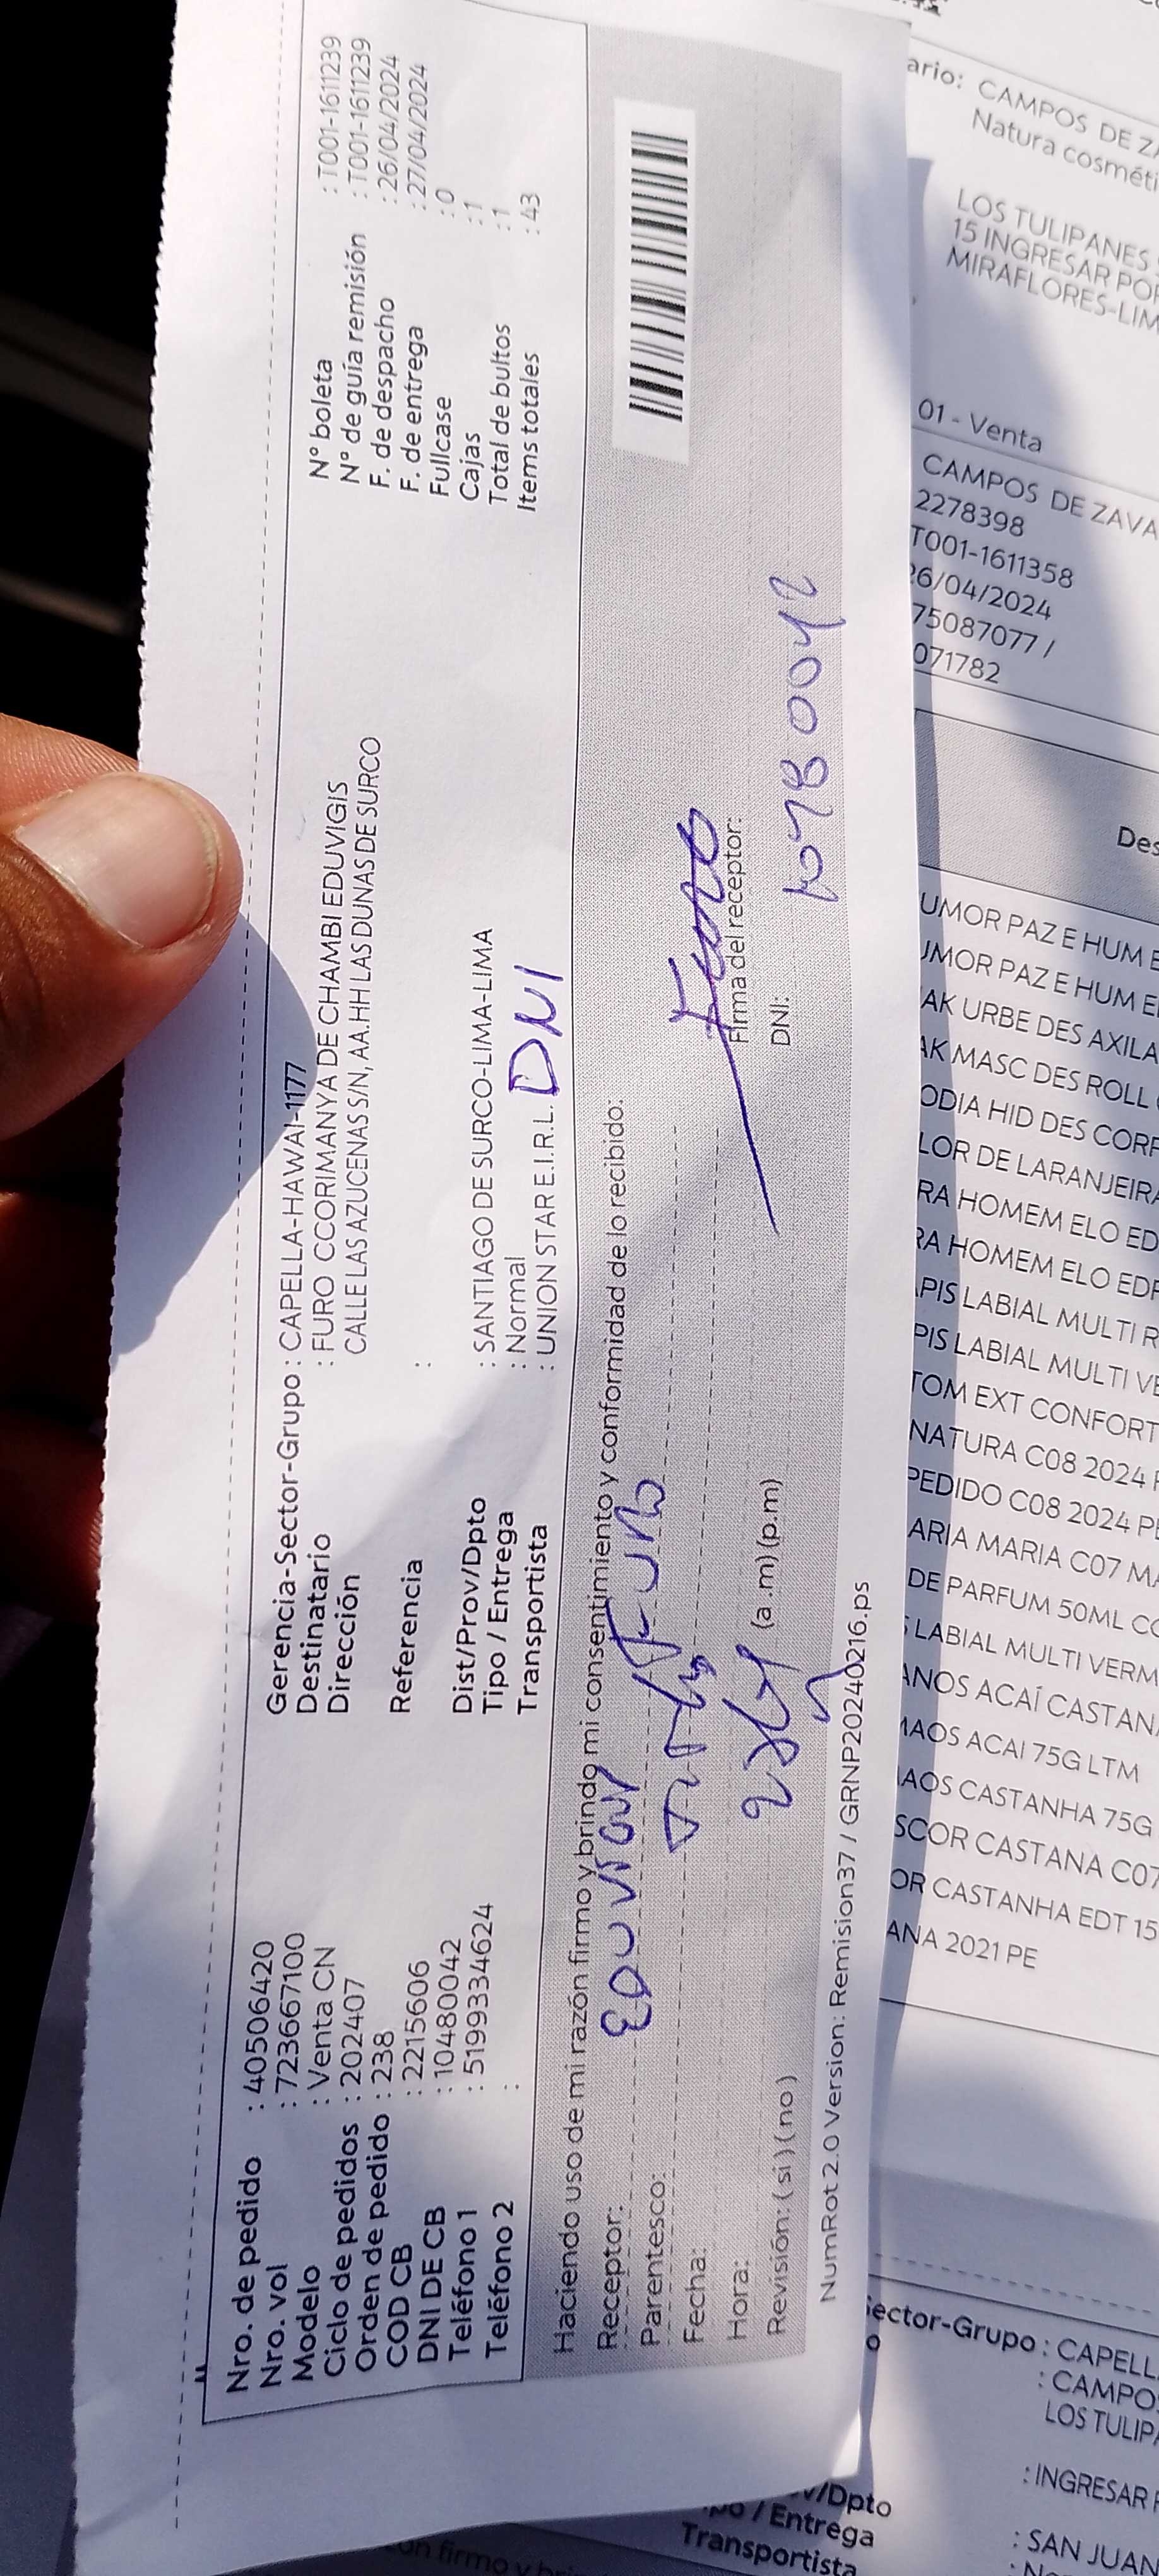 Nro. de pedido : 40506420
Nro. vol : 723667100
Modelo : Venta CN
Ciclo de pedidos : 202407
Orden de pedido : 238
COD CB : 2215606
DNI DE CB : 10480042
Teléfono 1 : 51993334624
Teléfono 2 :
Gerencia-Sector-Grupo : CAPELLA-HAWAI-1177
Destinatario : FURO CCORIMANYA DE CHAMBI EDUVIGIS
Dirección CALLE LAS AZUCENAS S/N, AA.HH LAS DUNAS DE SURCO
Referencia :
Dist/Prov/Dpto : SANTIAGO DE SURCO-LIMA-LIMA
Tipo / Entrega : Normal
Transportista : UNION STAR E.I.R.L. DNI
N° boleta : T001-1611239
N° de guía remisión : T001-1611239
F. de despacho : 26/04/2024
F. de entrega : 27/04/2024
Fullcase : 0
Cajas : 1
Total de bultos : 1
Items totales : 43
Haciendo uso de mi razón firmo y brindo mi consentimiento y conformidad de lo recibido:
Receptor:
Parentesco:
Fecha:
Hora: (a.m) (p.m)
Revisión: ( si ) ( no )
Firma del receptor:
DNI:
NumRot 2.0 Version: Remision37 / GRNP20240216.ps
ario: CAMPOS DE ZA
Natura cosméti
LOS TULIPANES
15 INGRESAR POR
MIRAFLORES-LIM
01 - Venta
CAMPOS DE ZAVA
2278398
T001-1611358
26/04/2024
75087077 /
071782
Des
UMOR PAZ E HUM E
UMOR PAZ E HUM E
AK URBE DES AXILA
AK MASC DES ROLL
ODIA HID DES CORP
LOR DE LARANJEIRA
RA HOMEM ELO ED
RA HOMEM ELO EDP
APIS LABIAL MULTI R
PIS LABIAL MULTI VE
TOM EXT CONFORT
NATURA C08 2024 P
PEDIDO C08 2024 PE
ARIA MARIA C07 MA
DE PARFUM 50ML CO
LABIAL MULTI VERM
ANOS ACAÍ CASTAN
MAOS ACAI 75G LTM
AOS CASTANHA 75G
SCOR CASTANA C07
OR CASTANHA EDT 15
ANA 2021 PE
Sector-Grupo : CAPELL
: CAMPO
LOS TULIPA
: INGRESAR
v/Dpto : SAN JUAN
po / Entrega
Transportista